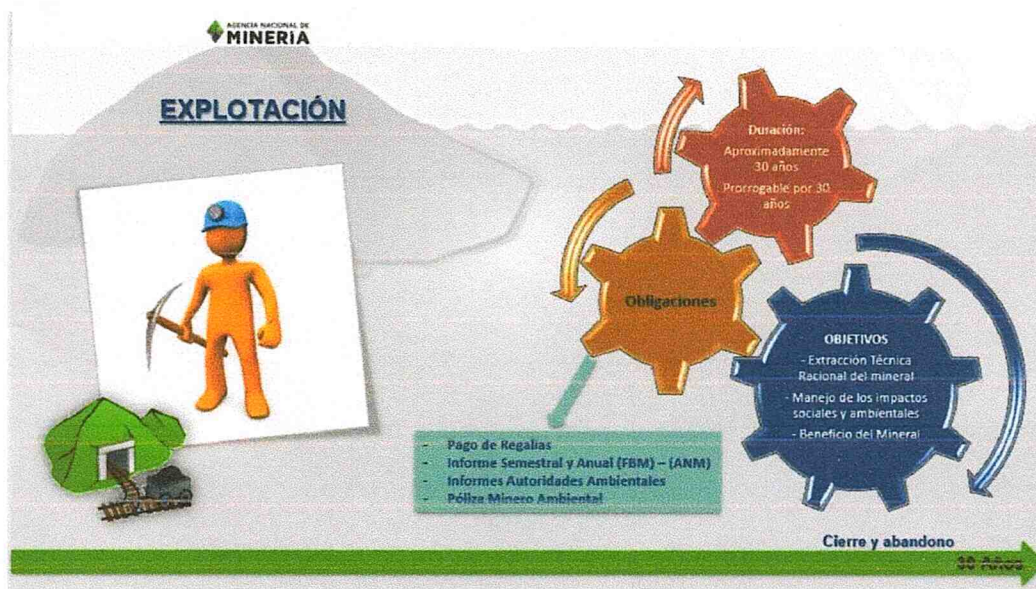 AGENCIA NACIONAL DE
MINERÍA
EXPLOTACIÓN
Duración:
Aproximadamente
30 años
Prorrogable por 30
años
Obligaciones
OBJETIVOS
- Extracción Técnica
Racional del mineral
- Manejo de los impactos
sociales y ambientales
- Beneficio del Mineral
- Pago de Regalías
- Informe Semestral y Anual (FBM) – (ANM)
- Informes Autoridades Ambientales
- Póliza Minero Ambiental
Cierre y abandono
30 Años